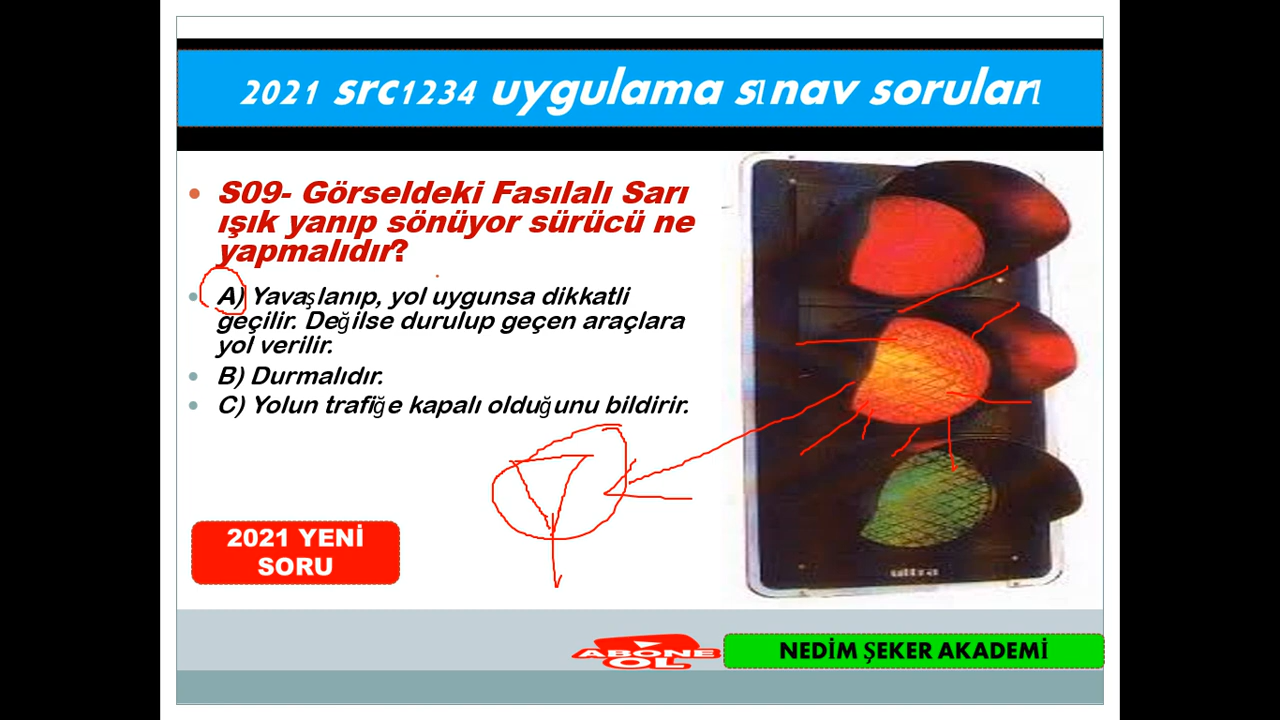 2021 src1234 uygulama sınav soruları
S09- Görseldeki Fasılalı Sarı
ışık yanıp sönüyor sürücü ne
yapmalıdır?
A) Yavaşlanıp, yol uygunsa dikkatli
geçilir. Değilse durulup geçen araçlara
yol verilir.
B) Durmalıdır.
C) Yolun trafiğe kapalı olduğunu bildirir.
2021 YENİ
SORU
ultra
ABONE
OL
NEDİM ŞEKER AKADEMİ